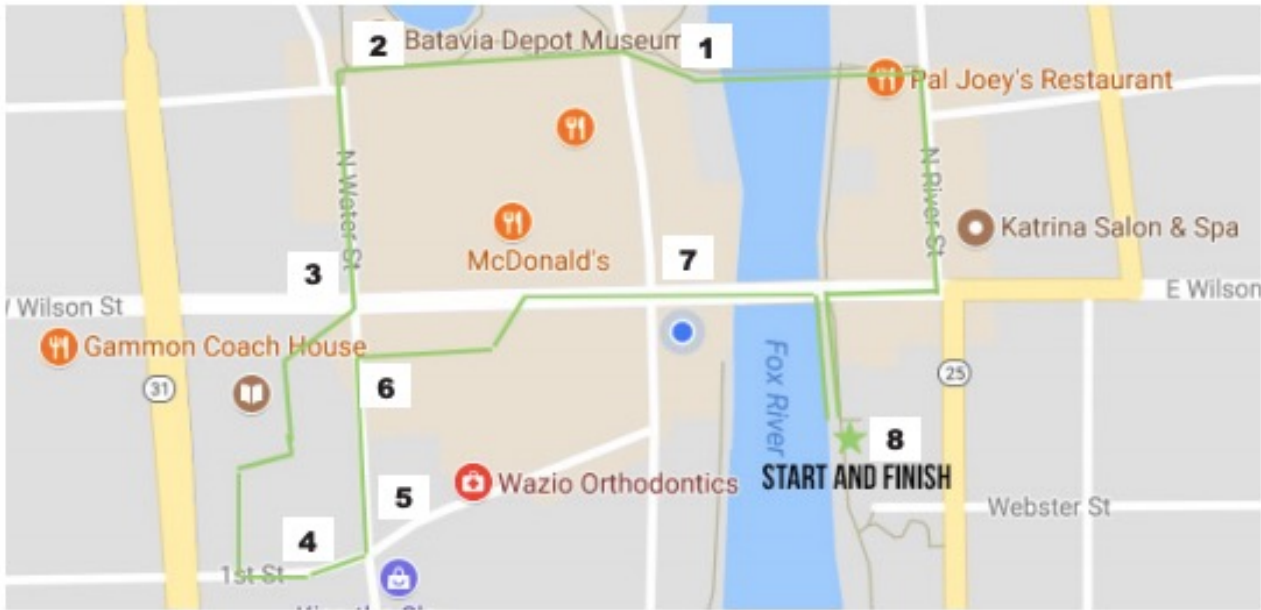 2
Batavia Depot Museum
1
Pal Joey's Restaurant
N Water St
N River St
Katrina Salon & Spa
McDonald's
3
7
Wilson St
E Wilson
Gammon Coach House
31
25
6
Fox River
8
START AND FINISH
5
Wazio Orthodontics
Webster St
4
1st St